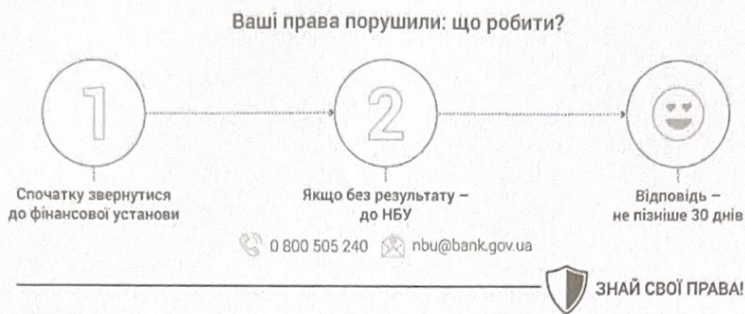 Ваші права порушили: що робити?
1
2
Спочатку звернутися
до фінансової установи
Якщо без результату –
до НБУ
Відповідь –
не пізніше 30 днів
0 800 505 240 nbu@bank.gov.ua
ЗНАЙ СВОЇ ПРАВА!